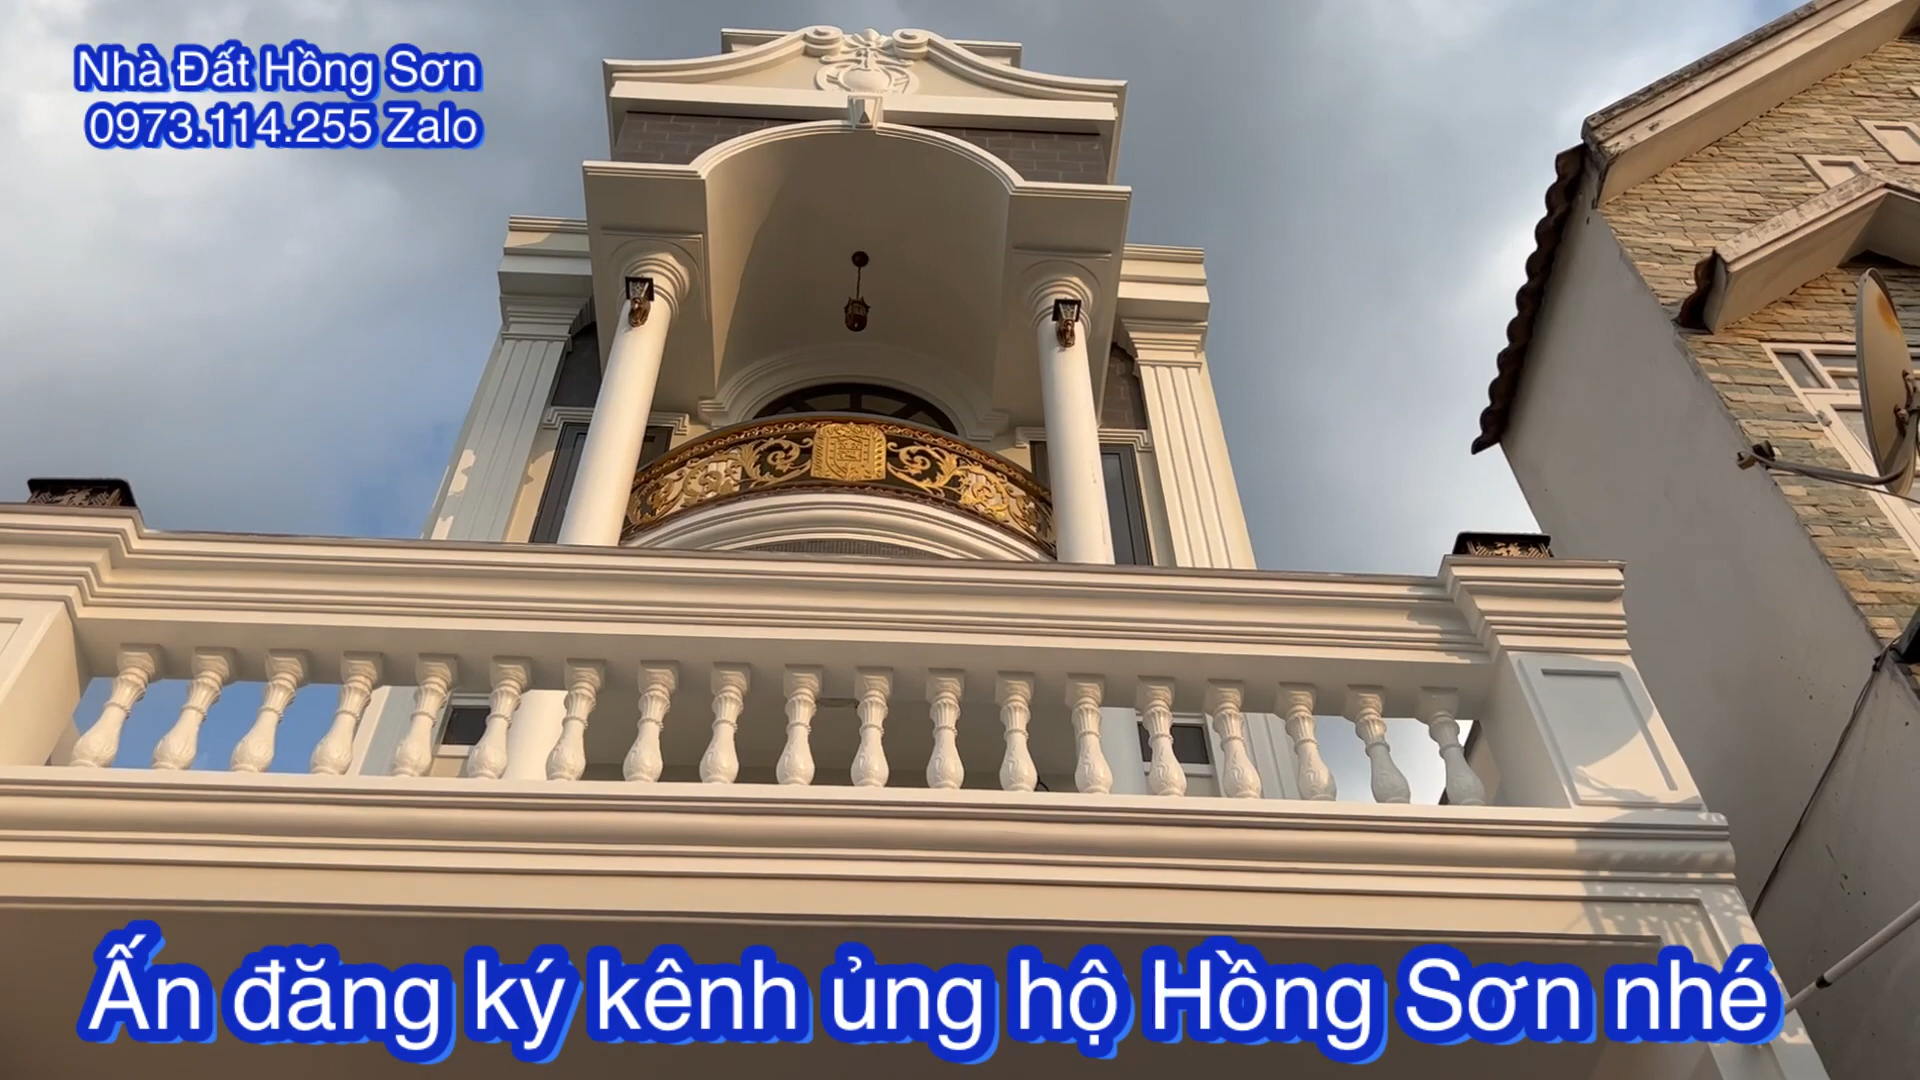 Nhà Đất Hồng Sơn
0973.114.255 Zalo
Ấn đăng ký kênh ủng hộ Hồng Sơn nhé